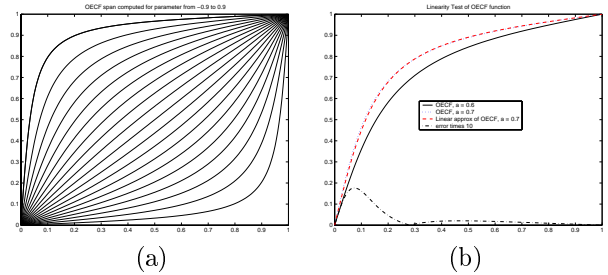 OECF span computed for parameter from −0.9 to 0.9
1
0.9
0.8
0.7
0.6
0.5
0.4
0.3
0.2
0.1
0
0 0.1 0.2 0.3 0.4 0.5 0.6 0.7 0.8 0.9 1
(a)
Linearity Test of OECF function
1
0.9
0.8
0.7
0.6
0.5
0.4
0.3
0.2
0.1
0
OECF, a = 0.6
OECF, a = 0.7
Linear approx of OECF, a = 0.7
error times 10
0 0.1 0.2 0.3 0.4 0.5 0.6 0.7 0.8 0.9 1
(b)